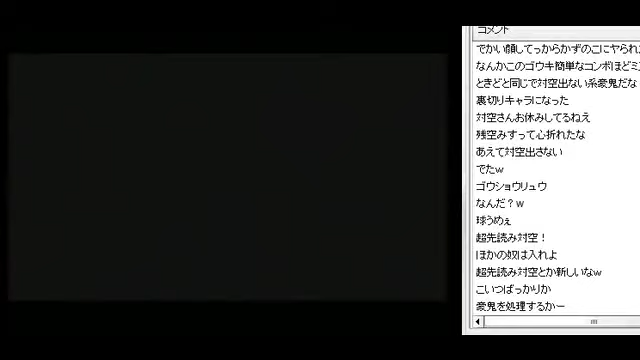 コメント
でかい顔してっからかずのこにやられ
なんかこのゴウキ簡単なコンボほどミ
ときどと同じで対空出ない系豪鬼だな
裏切りキャラになった
対空さんお休みしてるねえ
残空みすって心折れたな
あえて対空出さない
でたw
ゴウショウリュウ
なんだ？w
球うめぇ
超先読み対空！
ほかの奴は入れよ
超先読み対空とか新しいなw
こいつばっかりか
豪鬼を処理するかー